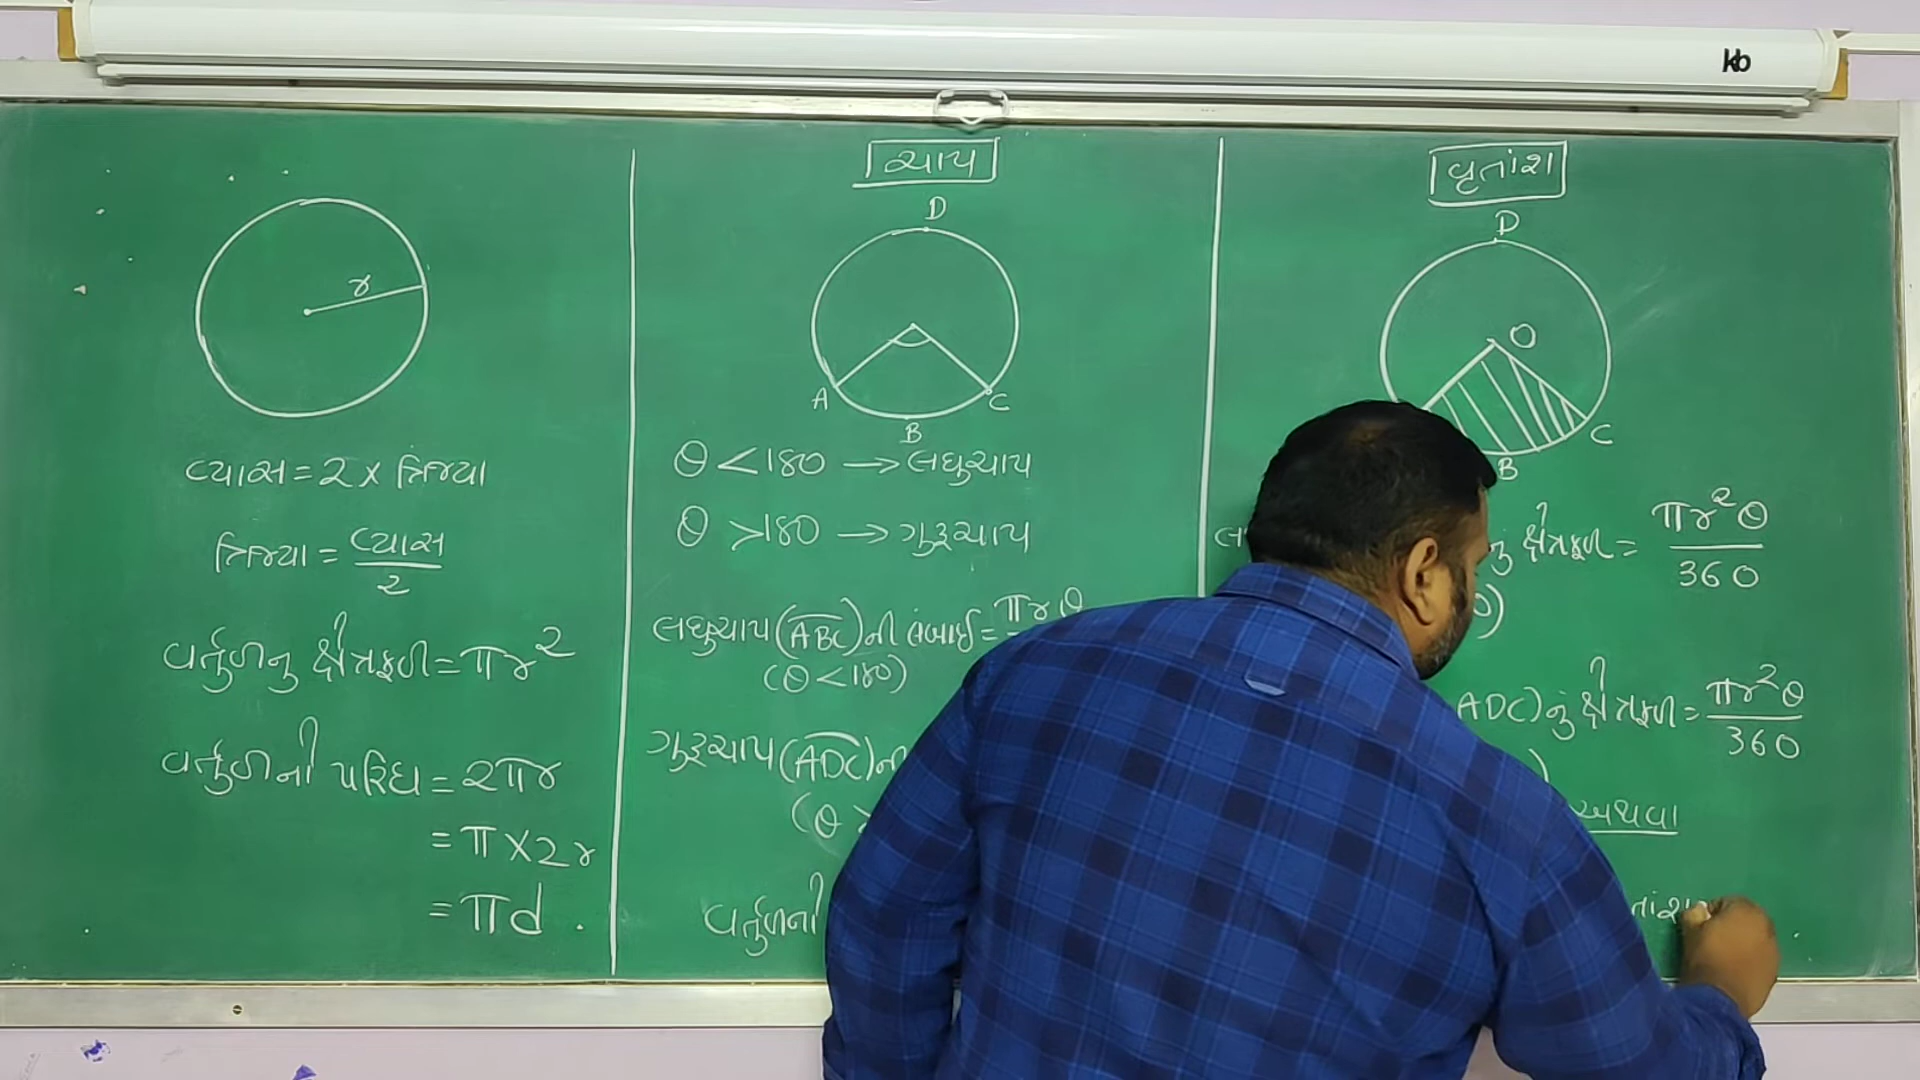 kb
r
વ્યાસ = 2 × ત્રિજ્યા
ત્રિજ્યા = વ્યાસ / 2
વર્તુળનુ ક્ષેત્રફળ = πr²
વર્તુળની પરિઘ = 2πr
= π × 2r
= πd .
ચાપ
D
A
C
B
θ < 180 → લઘુચાપ
θ > 180 → ગુરૂચાપ
લઘુચાપ (ABC) ની લંબાઈ = πrθ
(θ < 180)
ગુરૂચાપ (ADC) ની
(θ >
વર્તુળની
વૃતાંશ
D
O
C
B
નું ક્ષેત્રફળ = πr²θ / 360
ADC) નું ક્ષેત્રફળ = πr²θ / 360
અથવા